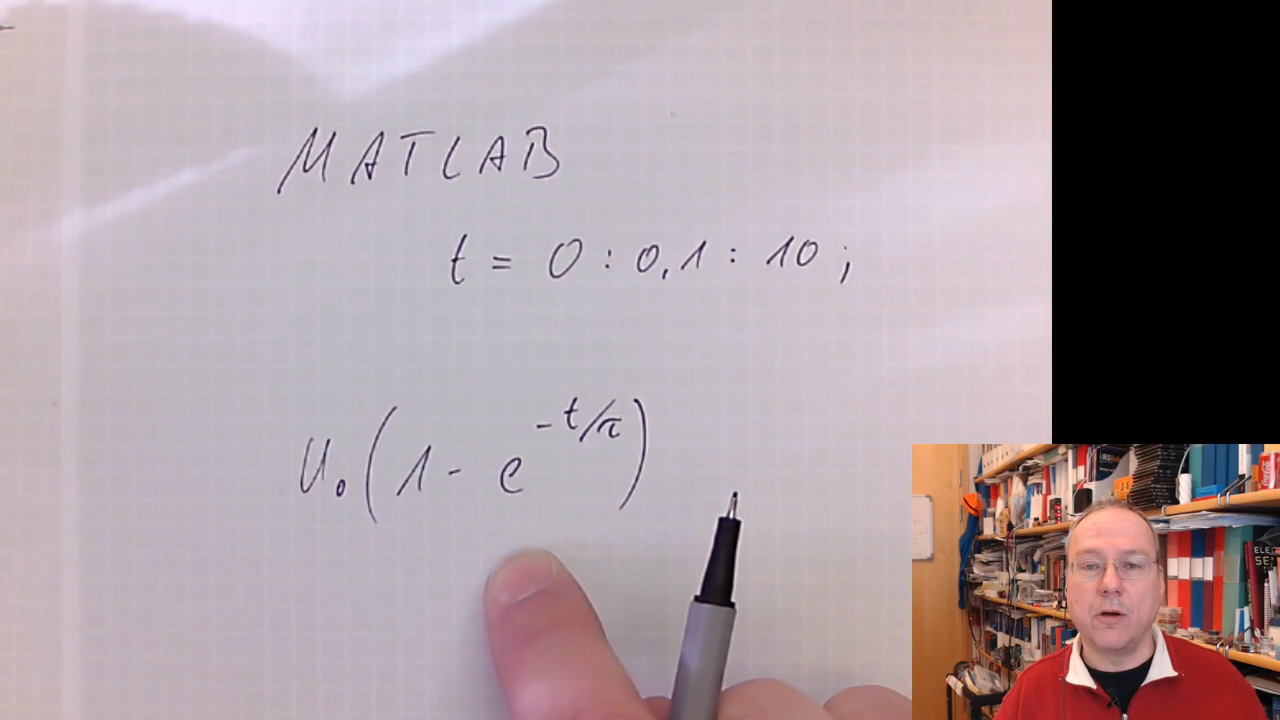 MATLAB
t = 0 : 0,1 : 10 ;
U₀ ( 1 - e^{-t/τ} )